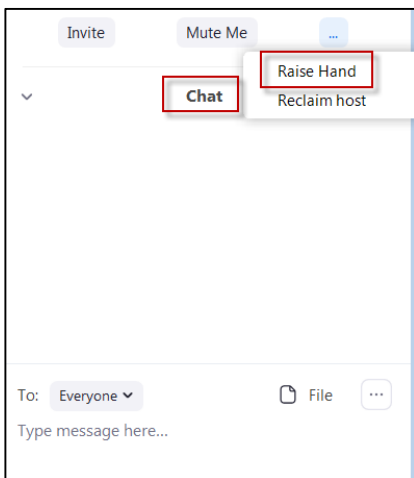 Invite Mute Me ...
Raise Hand
Chat
Reclaim host
To: Everyone File ...
Type message here...